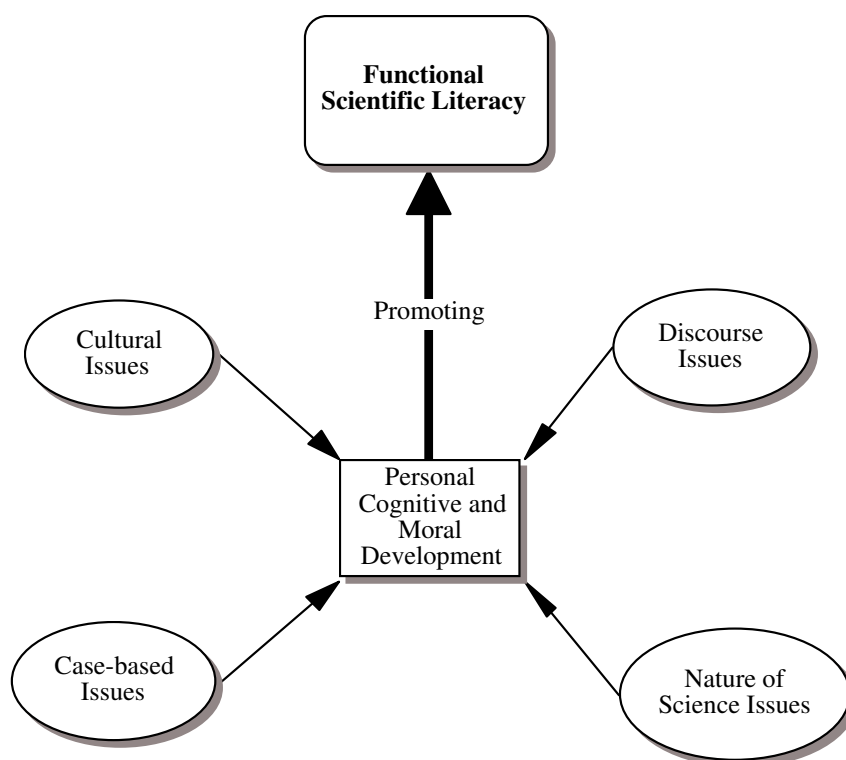 Functional
Scientific Literacy
Promoting
Cultural
Issues
Discourse
Issues
Personal
Cognitive and
Moral
Development
Case-based
Issues
Nature of
Science Issues